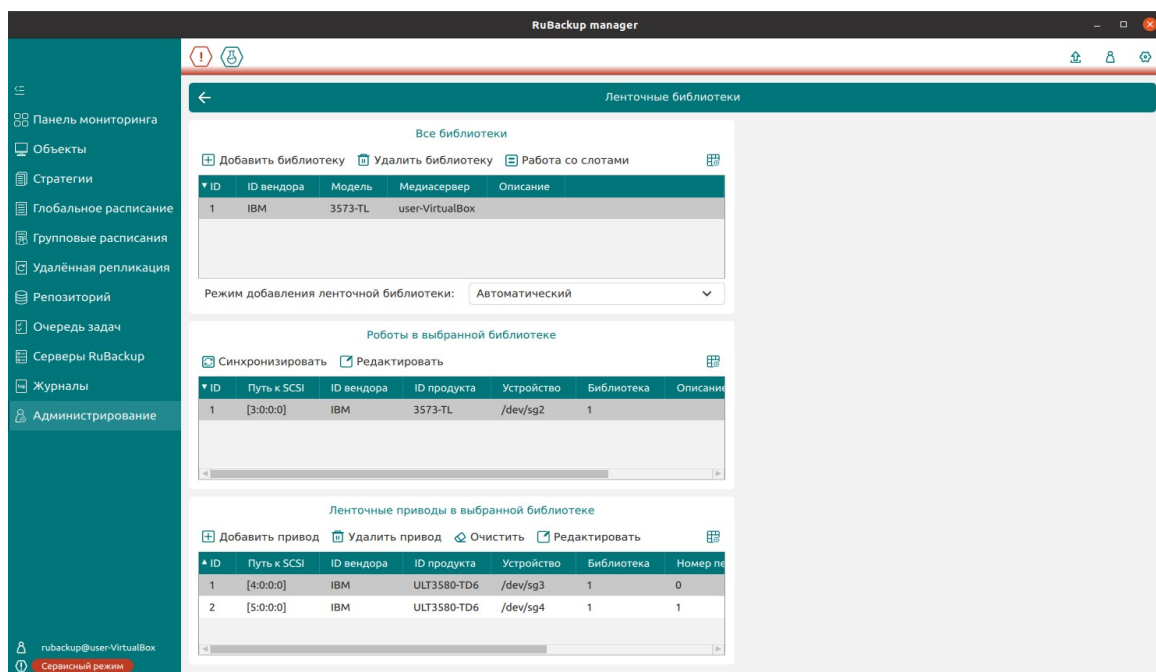 RuBackup manager
Ленточные библиотеки
Панель мониторинга
Объекты
Стратегии
Глобальное расписание
Групповые расписания
Удалённая репликация
Репозиторий
Очередь задач
Серверы RuBackup
Журналы
Администрирование
rubackup@user-VirtualBox
Сервисный режим
Все библиотеки
Добавить библиотеку Удалить библиотеку Работа со слотами
ID ID вендора Модель Медиасервер Описание
1 IBM 3573-TL user-VirtualBox
Режим добавления ленточной библиотеки: Автоматический
Роботы в выбранной библиотеке
Синхронизировать Редактировать
ID Путь к SCSI ID вендора ID продукта Устройство Библиотека Описание
1 [3:0:0:0] IBM 3573-TL /dev/sg2 1
Ленточные приводы в выбранной библиотеке
Добавить привод Удалить привод Очистить Редактировать
ID Путь к SCSI ID вендора ID продукта Устройство Библиотека Номер пе
1 [4:0:0:0] IBM ULT3580-TD6 /dev/sg3 1 0
2 [5:0:0:0] IBM ULT3580-TD6 /dev/sg4 1 1